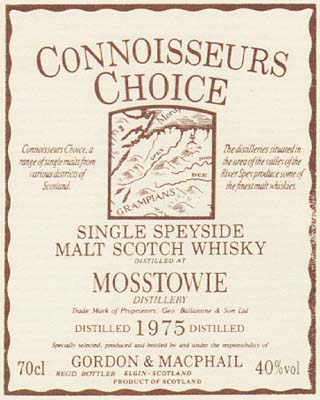 CONNOISSEURS
CHOICE
Connoisseurs Choice, a
range of single malts from
various districts of
Scotland.
Moray
SPEY
DON
DEE
GRAMPIANS
The distilleries situated in
the area of the valley of the
River Spey produce some of
the finest malt whiskies.
SINGLE SPEYSIDE
MALT SCOTCH WHISKY
DISTILLED AT
MOSSTOWIE
DISTILLERY
Trade Mark of Proprietors, Geo. Ballantine & Son Ltd
DISTILLED 1975 DISTILLED
Specially selected, produced and bottled by and under the responsibility of
70cl GORDON & MACPHAIL 40% vol
REGD. BOTTLER ELGIN · SCOTLAND
PRODUCT OF SCOTLAND